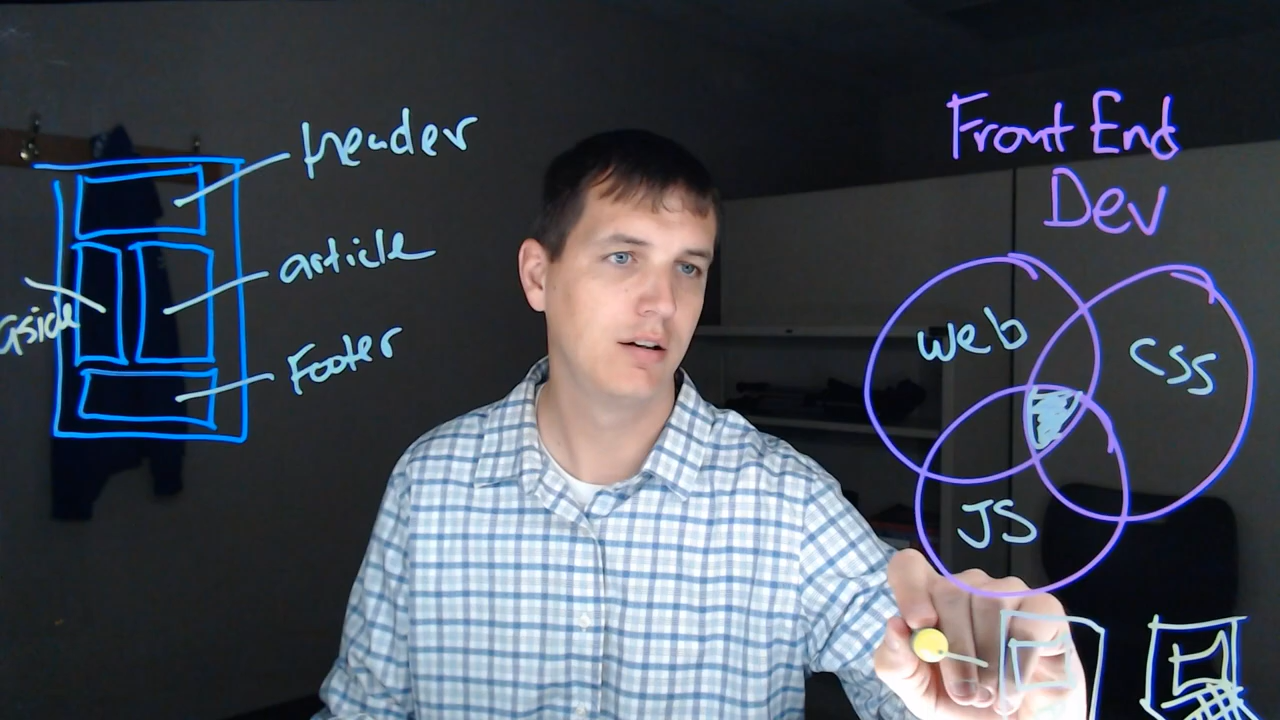 header
article
aside
Footer
Front End
Dev
web
css
JS